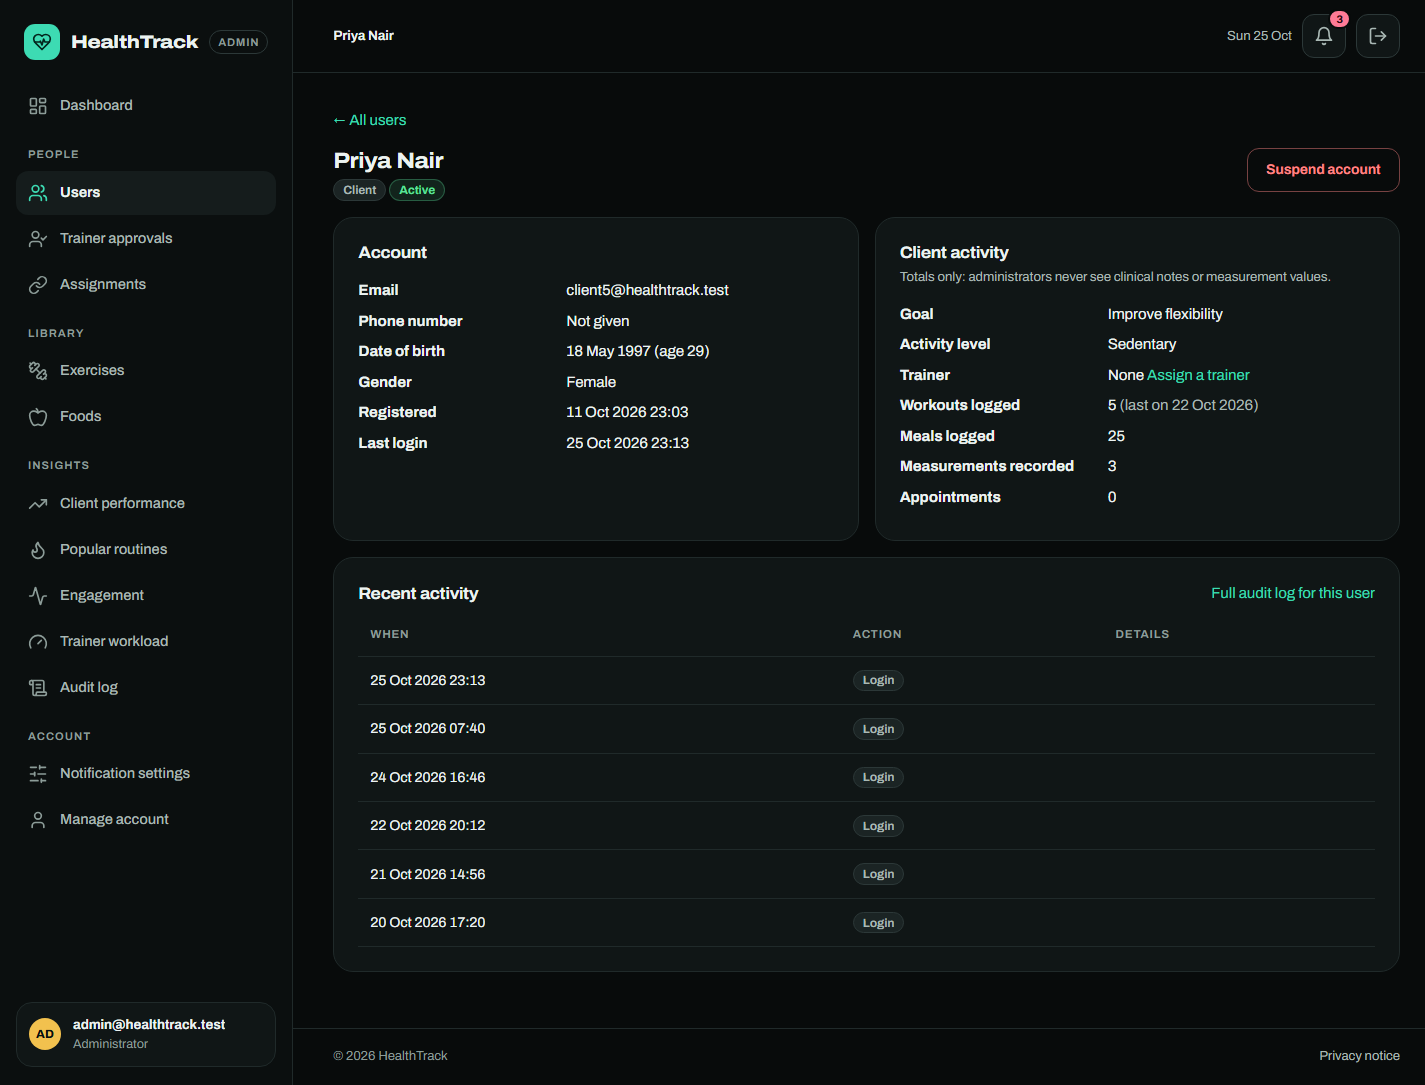 HealthTrack ADMIN
Dashboard
PEOPLE
Users
Trainer approvals
Assignments
LIBRARY
Exercises
Foods
INSIGHTS
Client performance
Popular routines
Engagement
Trainer workload
Audit log
ACCOUNT
Notification settings
Manage account
AD
admin@healthtrack.test
Administrator
Priya Nair
Sun 25 Oct
3
← All users
Priya Nair
Client Active
Suspend account
Account
Email client5@healthtrack.test
Phone number Not given
Date of birth 18 May 1997 (age 29)
Gender Female
Registered 11 Oct 2026 23:03
Last login 25 Oct 2026 23:13
Client activity
Totals only: administrators never see clinical notes or measurement values.
Goal Improve flexibility
Activity level Sedentary
Trainer None Assign a trainer
Workouts logged 5 (last on 22 Oct 2026)
Meals logged 25
Measurements recorded 3
Appointments 0
Recent activity
Full audit log for this user
WHEN ACTION DETAILS
25 Oct 2026 23:13 Login
25 Oct 2026 07:40 Login
24 Oct 2026 16:46 Login
22 Oct 2026 20:12 Login
21 Oct 2026 14:56 Login
20 Oct 2026 17:20 Login
© 2026 HealthTrack
Privacy notice